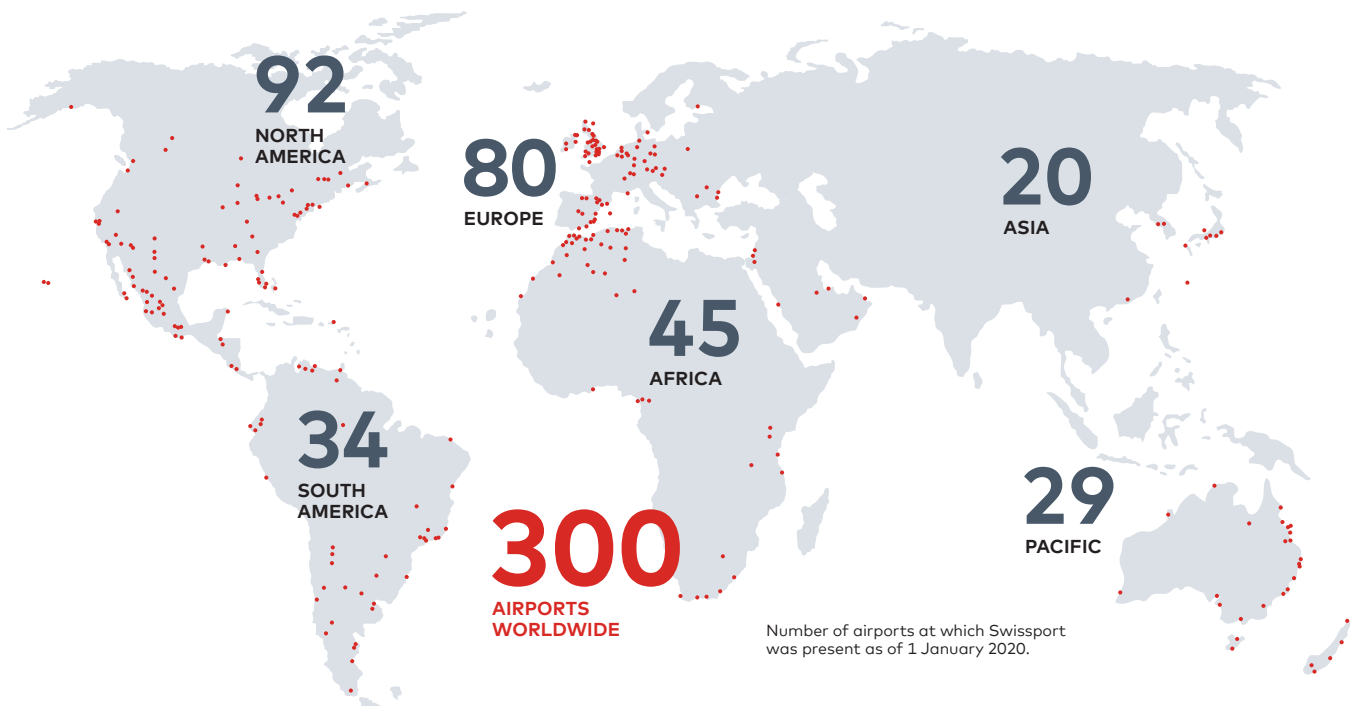 92
NORTH
AMERICA
80
EUROPE
20
ASIA
45
AFRICA
34
SOUTH
AMERICA
29
PACIFIC
300
AIRPORTS
WORLDWIDE
Number of airports at which Swissport
was present as of 1 January 2020.